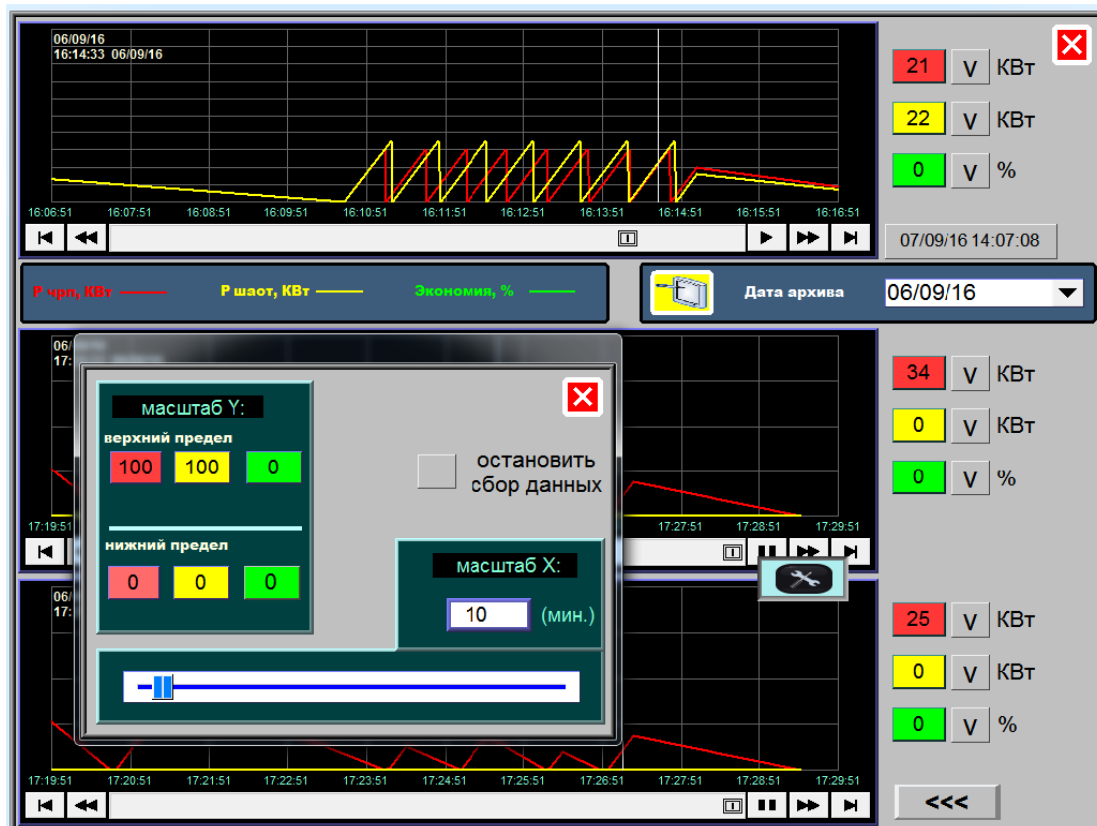 06/09/16
16:14:33 06/09/16
21 V КВт
22 V КВт
0 V %
16:06:51 16:07:51 16:08:51 16:09:51 16:10:51 16:11:51 16:12:51 16:13:51 16:14:51 16:15:51 16:16:51
07/09/16 14:07:08
Р чрп, КВт
Р шаот, КВт
Экономия, %
Дата архива
06/09/16
06/
17:
34 V КВт
0 V КВт
0 V %
масштаб Y:
верхний предел
100 100 0
нижний предел
0 0 0
остановить
сбор данных
масштаб X:
10 (мин.)
17:19:51 17:27:51 17:28:51 17:29:51
06/
17:
25 V КВт
0 V КВт
0 V %
17:19:51 17:20:51 17:21:51 17:22:51 17:23:51 17:24:51 17:25:51 17:26:51 17:27:51 17:28:51 17:29:51
<<<